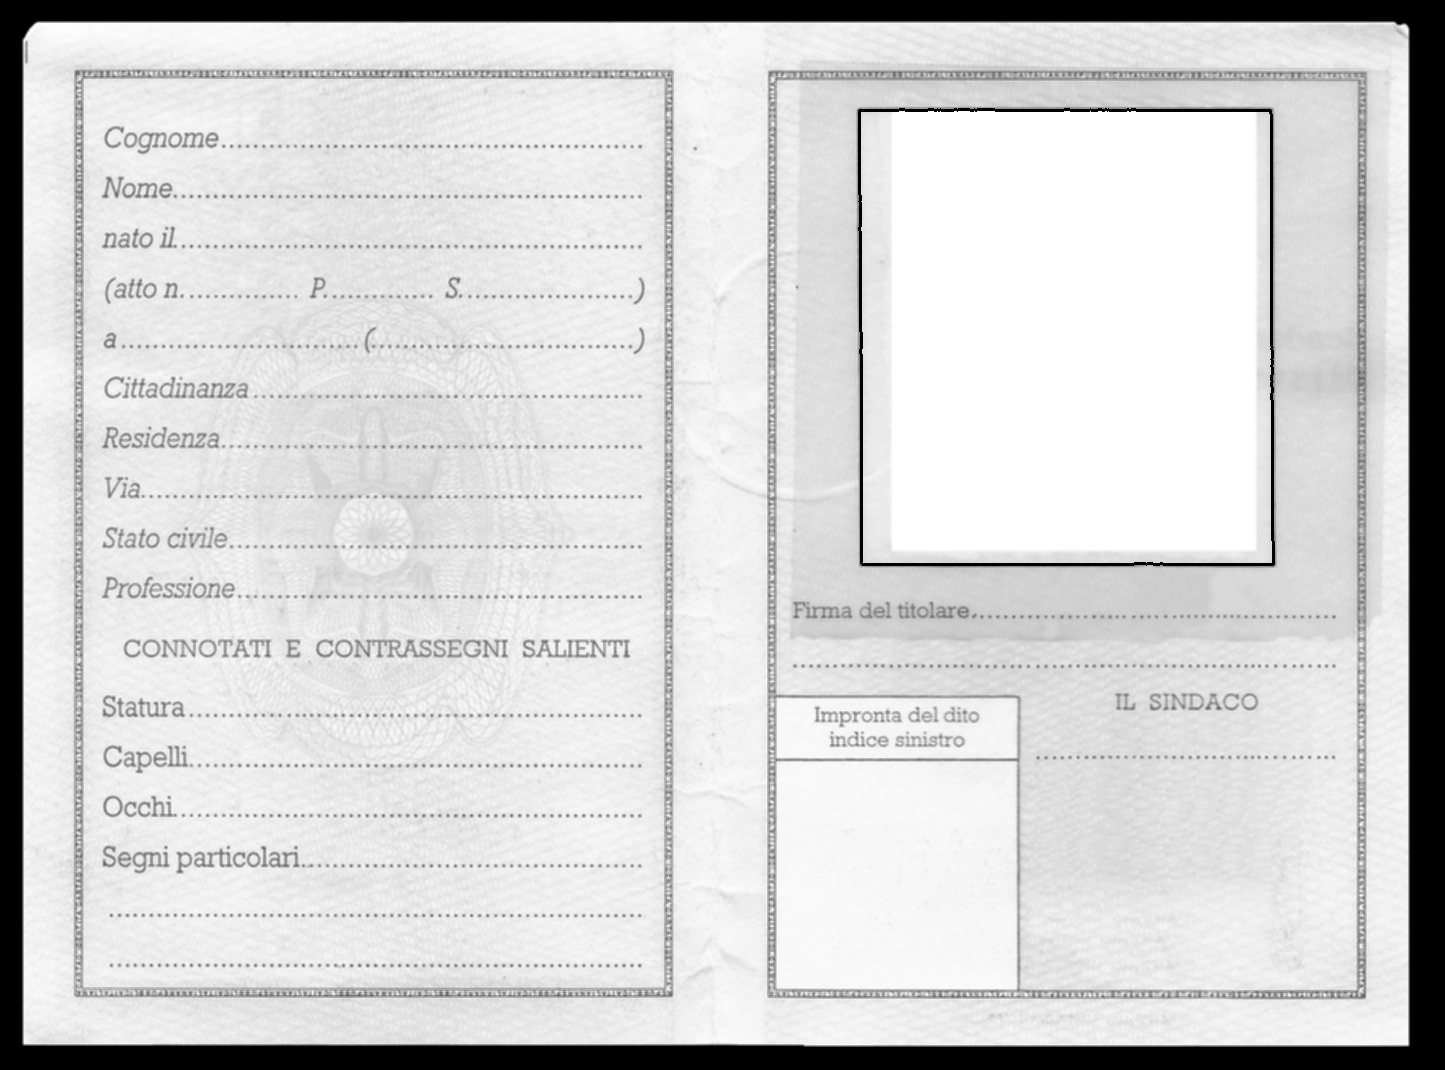 Cognome
Nome
nato il
(atto n. P. S. )
a ( )
Cittadinanza
Residenza
Via
Stato civile
Professione
CONNOTATI E CONTRASSEGNI SALIENTI
Statura
Capelli
Occhi
Segni particolari
Firma del titolare
IL SINDACO
Impronta del dito
indice sinistro